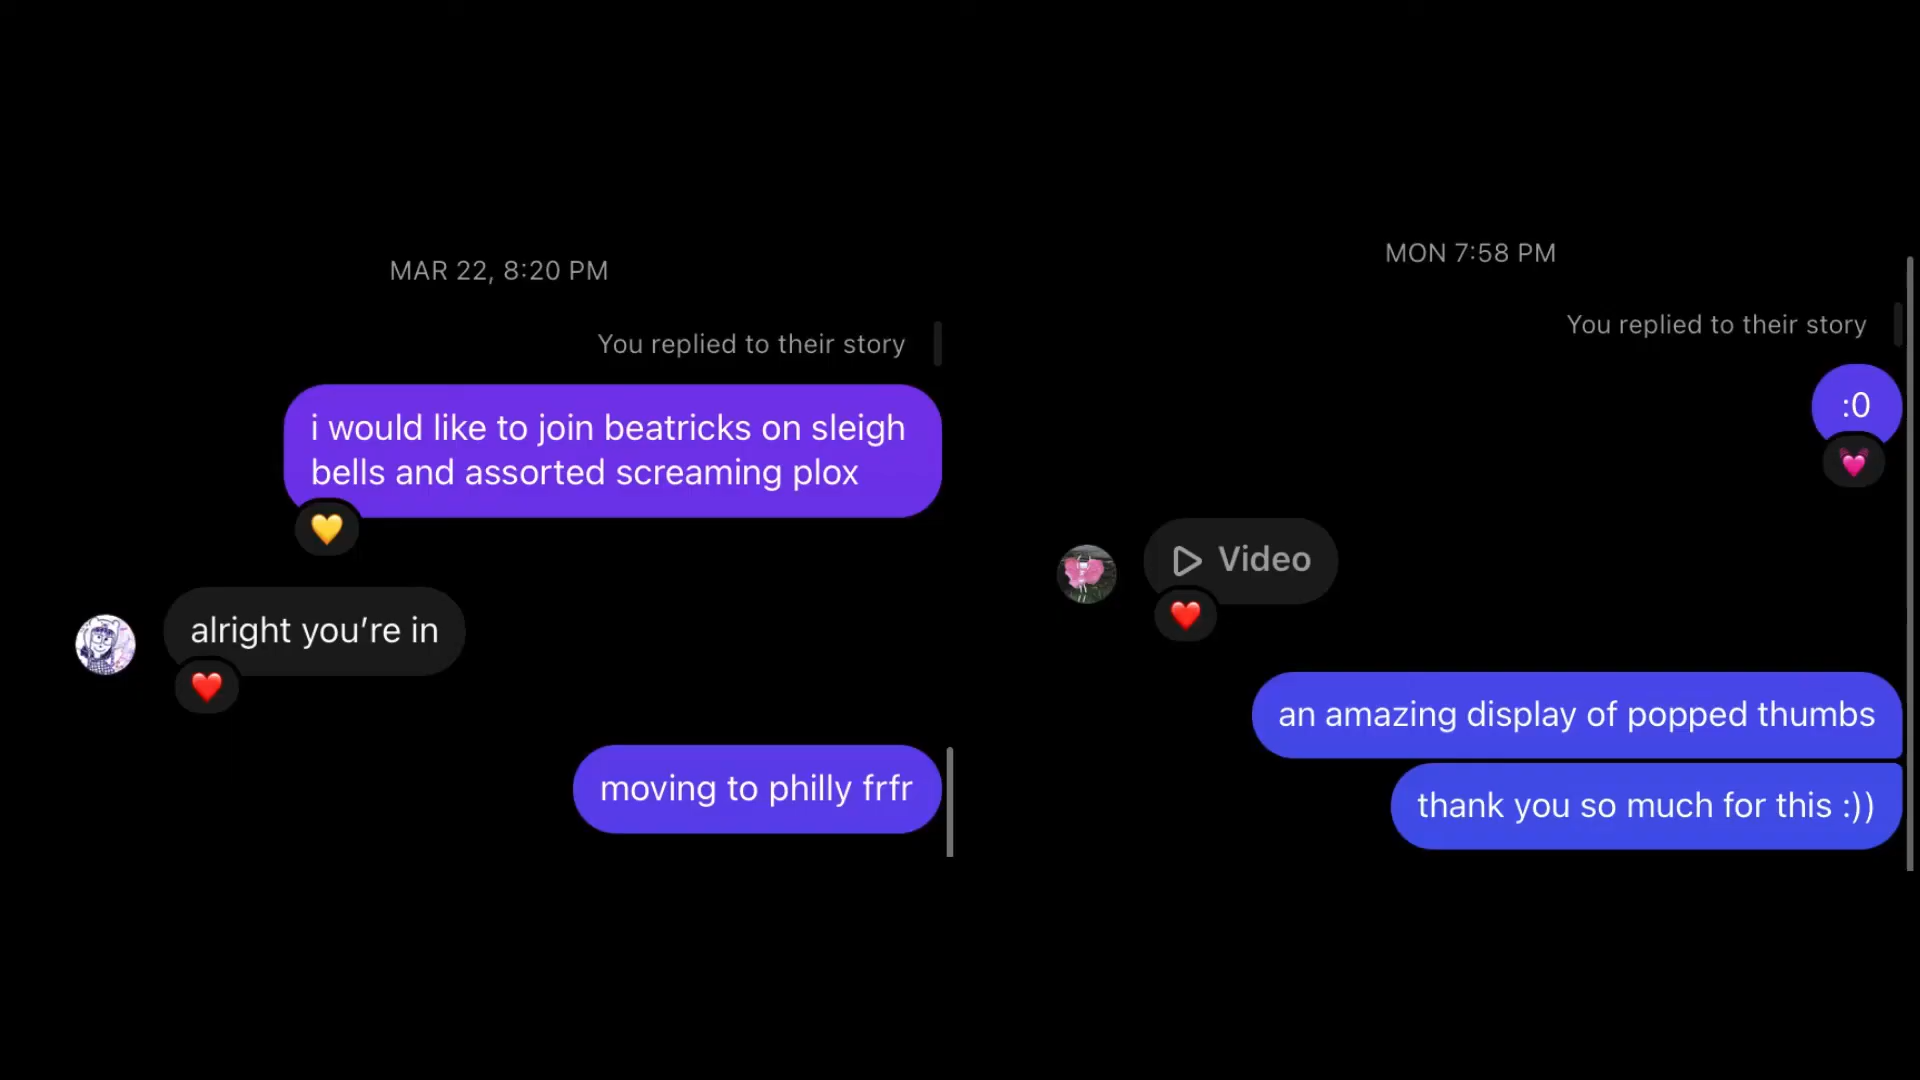 MAR 22, 8:20 PM
You replied to their story
i would like to join beatricks on sleigh
bells and assorted screaming plox
💛
alright you’re in
❤️
moving to philly frfr
MON 7:58 PM
You replied to their story
:0
💓
Video
❤️
an amazing display of popped thumbs
thank you so much for this :))